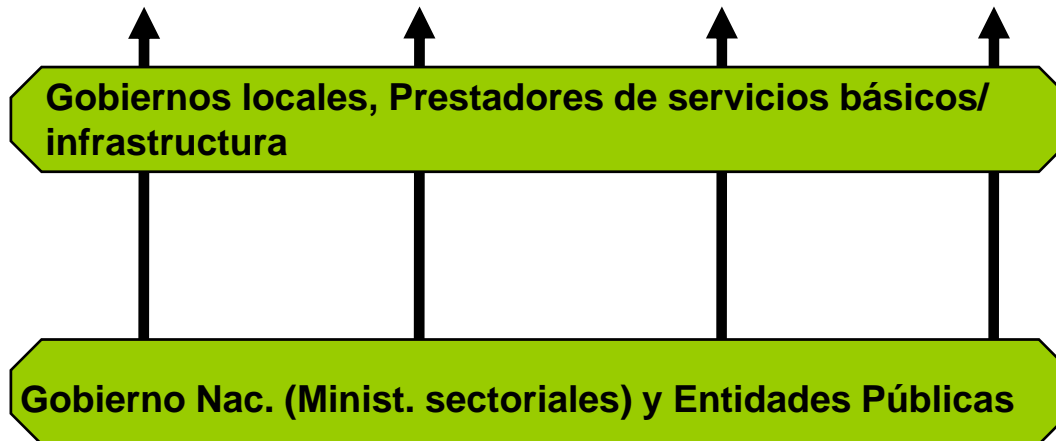 Gobiernos locales, Prestadores de servicios básicos/
infrastructura
Gobierno Nac. (Minist. sectoriales) y Entidades Públicas